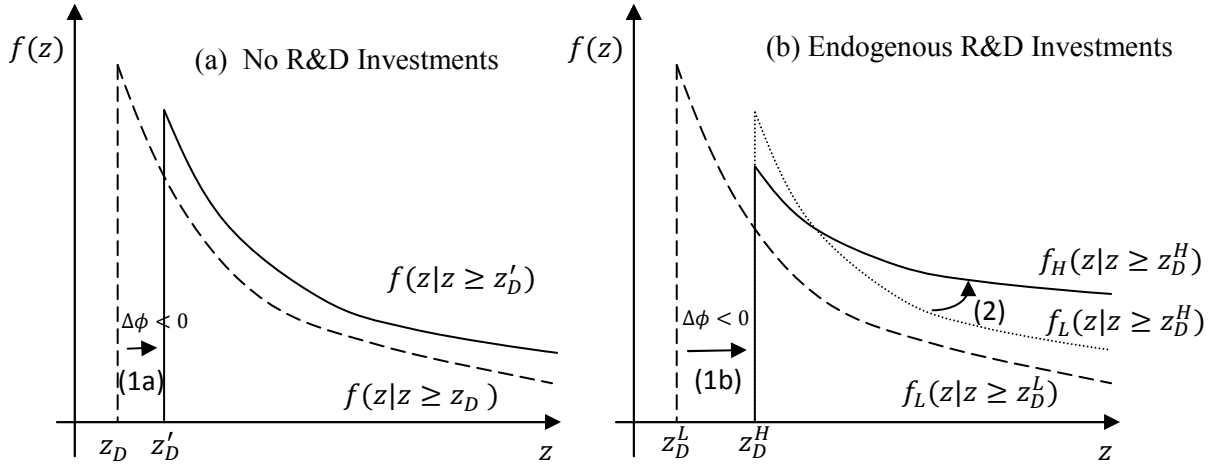 f(z)
(a) No R&D Investments
f(z|z ≥ z′_D)
Δϕ < 0
(1a)
f(z|z ≥ z_D )
z_D
z′_D
z
f(z)
(b) Endogenous R&D Investments
f_H(z|z ≥ z_D^H)
(2)
f_L(z|z ≥ z_D^H)
Δϕ < 0
(1b)
f_L(z|z ≥ z_D^L)
z_D^L
z_D^H
z